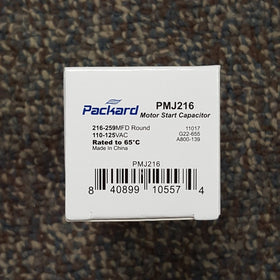 Packard
PMJ216
Motor Start Capacitor
216-259MFD Round
110-125VAC
Rated to 65°C
Made In China
11017
G22-655
A800-139
PMJ216
8 40899 10557 4